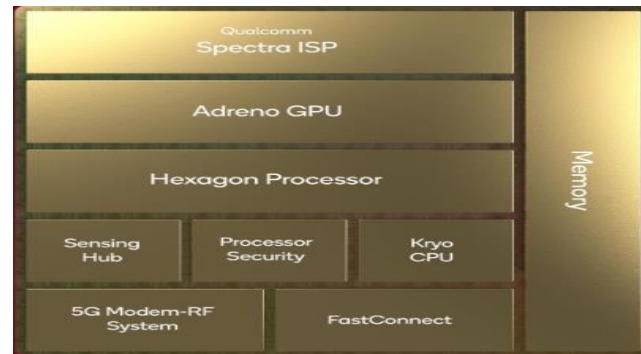 Qualcomm
Spectra ISP
Adreno GPU
Hexagon Processor
Sensing
Hub
Processor
Security
Kryo
CPU
5G Modem-RF
System
FastConnect
Memory